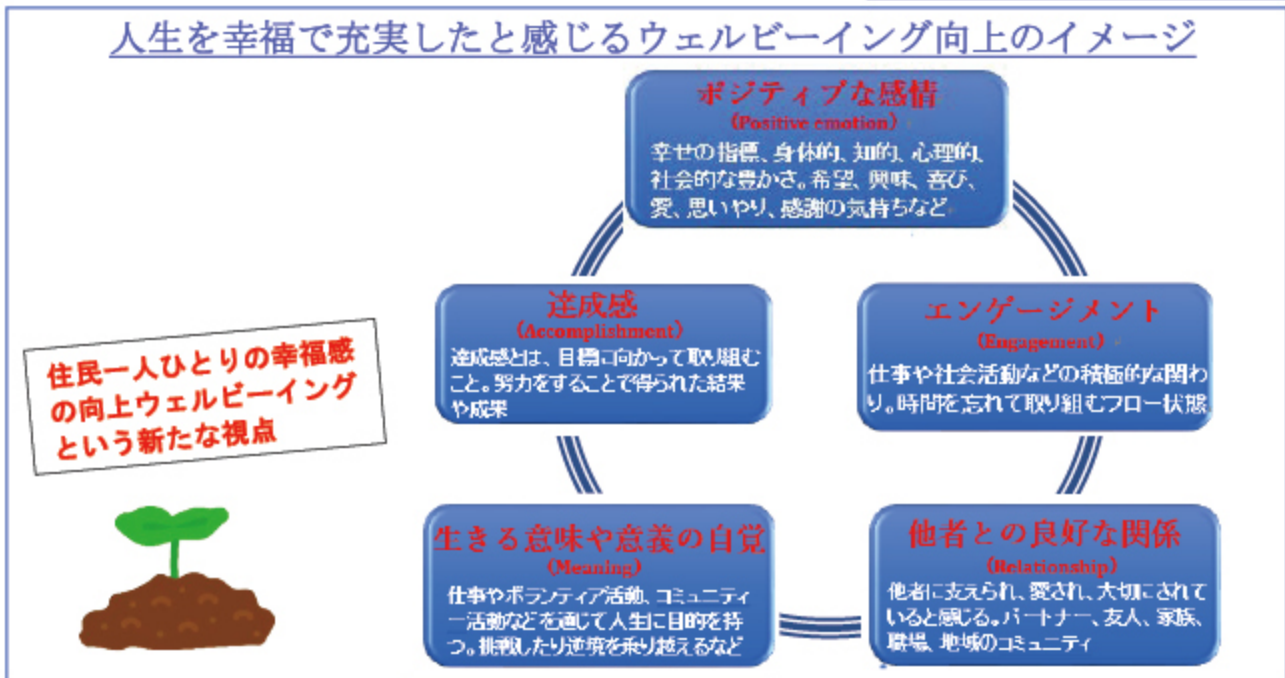 人生を幸福で充実したと感じるウェルビーイング向上のイメージ
ポジティブな感情
(Positive emotion)
幸せの指標、身体的、知的、心理的、
社会的な豊かさ。希望、興味、喜び、
愛、思いやり、感謝の気持ちなど
達成感
(Accomplishment)
達成感とは、目標に向かって取り組む
こと。努力をすることで得られた結果
や成果
エンゲージメント
(Engagement)
仕事や社会活動などの積極的な関わ
り。時間を忘れて取り組むフロー状態
住民一人ひとりの幸福感
の向上ウェルビーイング
という新たな視点
生きる意味や意義の自覚
(Meaning)
仕事やボランティア活動、コミュニティ
ー活動などを通じて人生に目的を持
つ。挑戦したり逆境を乗り越えるなど
他者との良好な関係
(Relationship)
他者に支えられ、愛され、大切にされて
いると感じる。パートナー、友人、家族、
職場、地域のコミュニティ